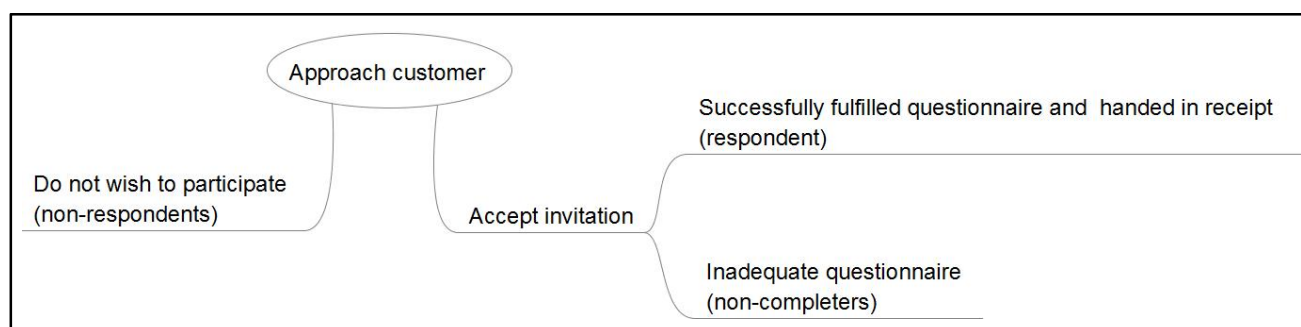 Approach customer
Successfully fulfilled questionnaire and  handed in receipt
(respondent)
Do not wish to participate
(non-respondents)
Accept invitation
Inadequate questionnaire
(non-completers)